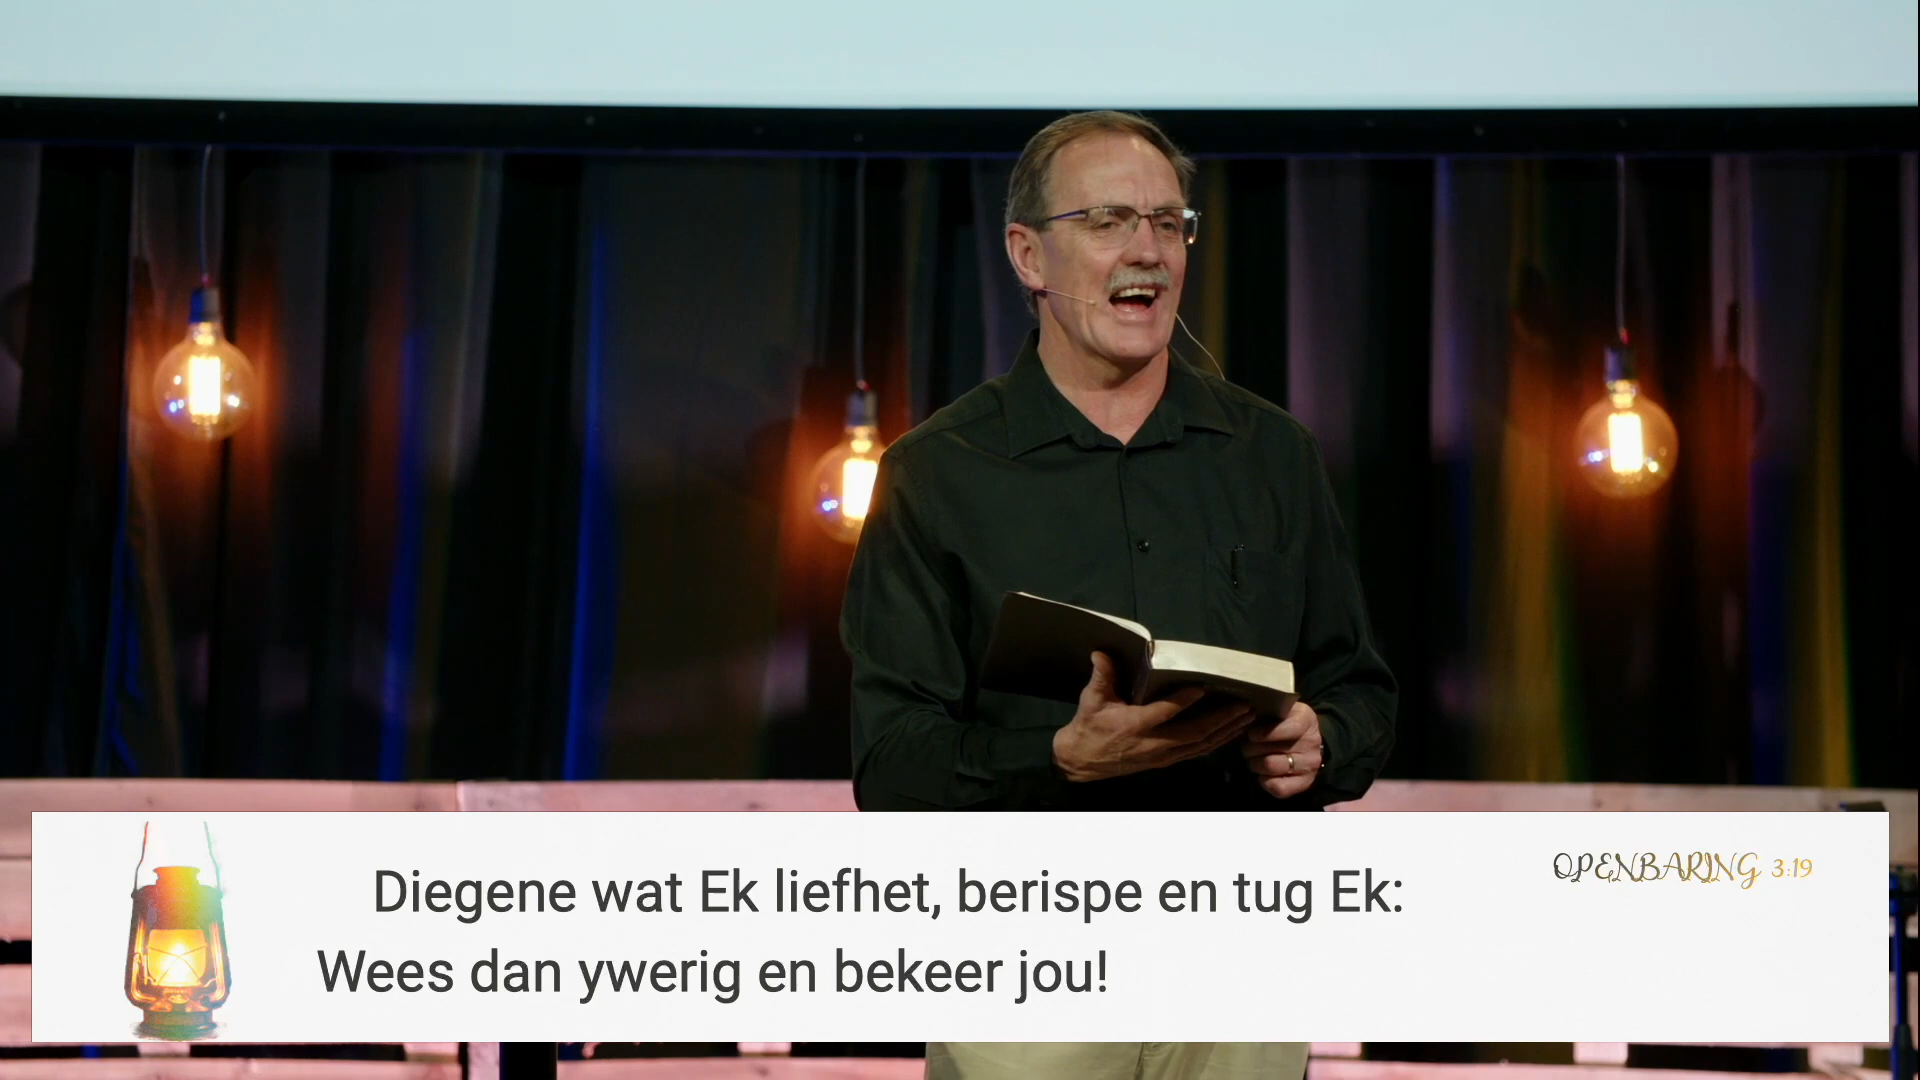 Diegene wat Ek liefhet, berispe en tug Ek:
Wees dan ywerig en bekeer jou!
OPENBARING 3:19